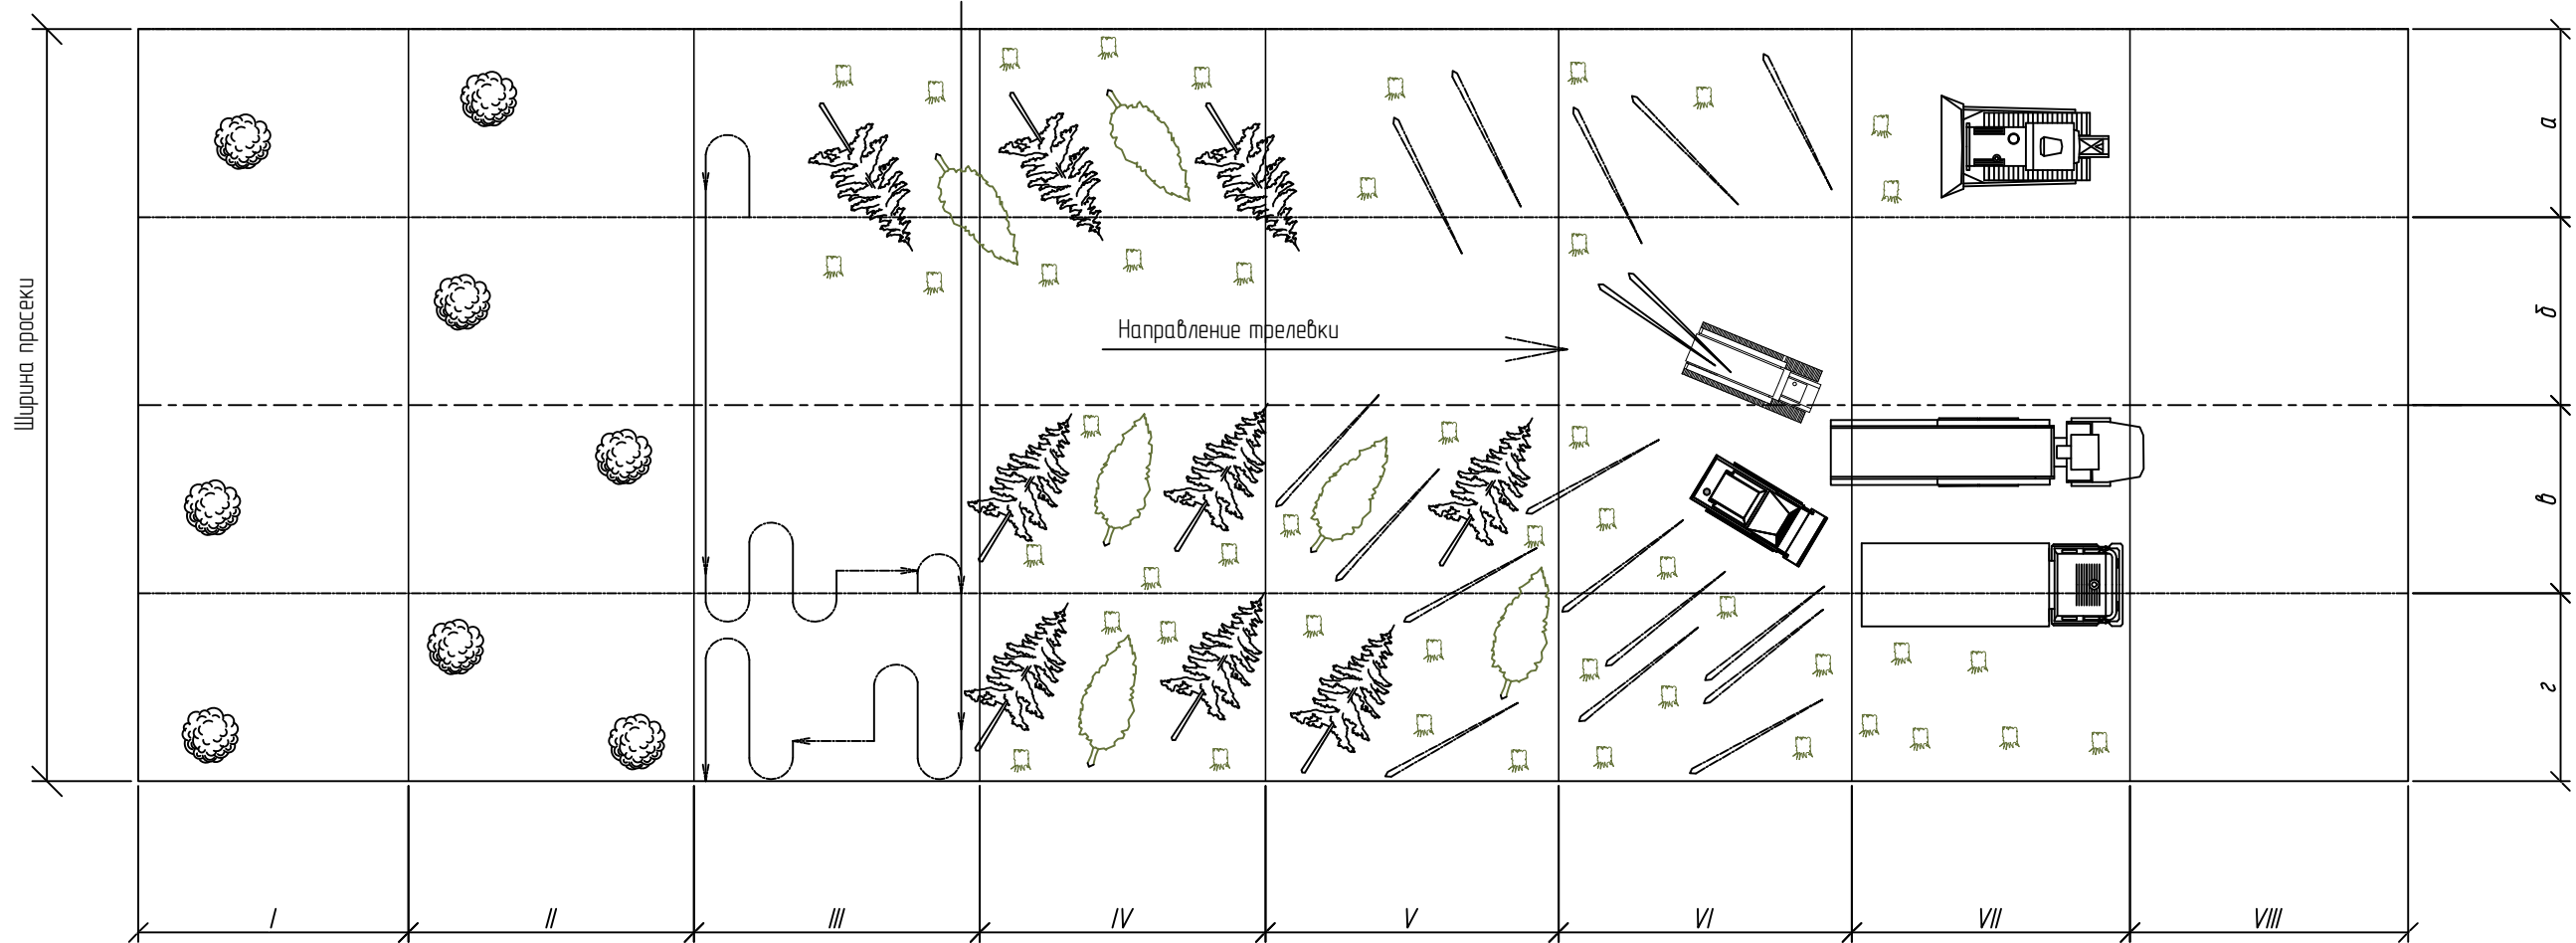 Ширина просеки
Направление трелевки
а
б
в
г
I
II
III
IV
V
VI
VII
VIII